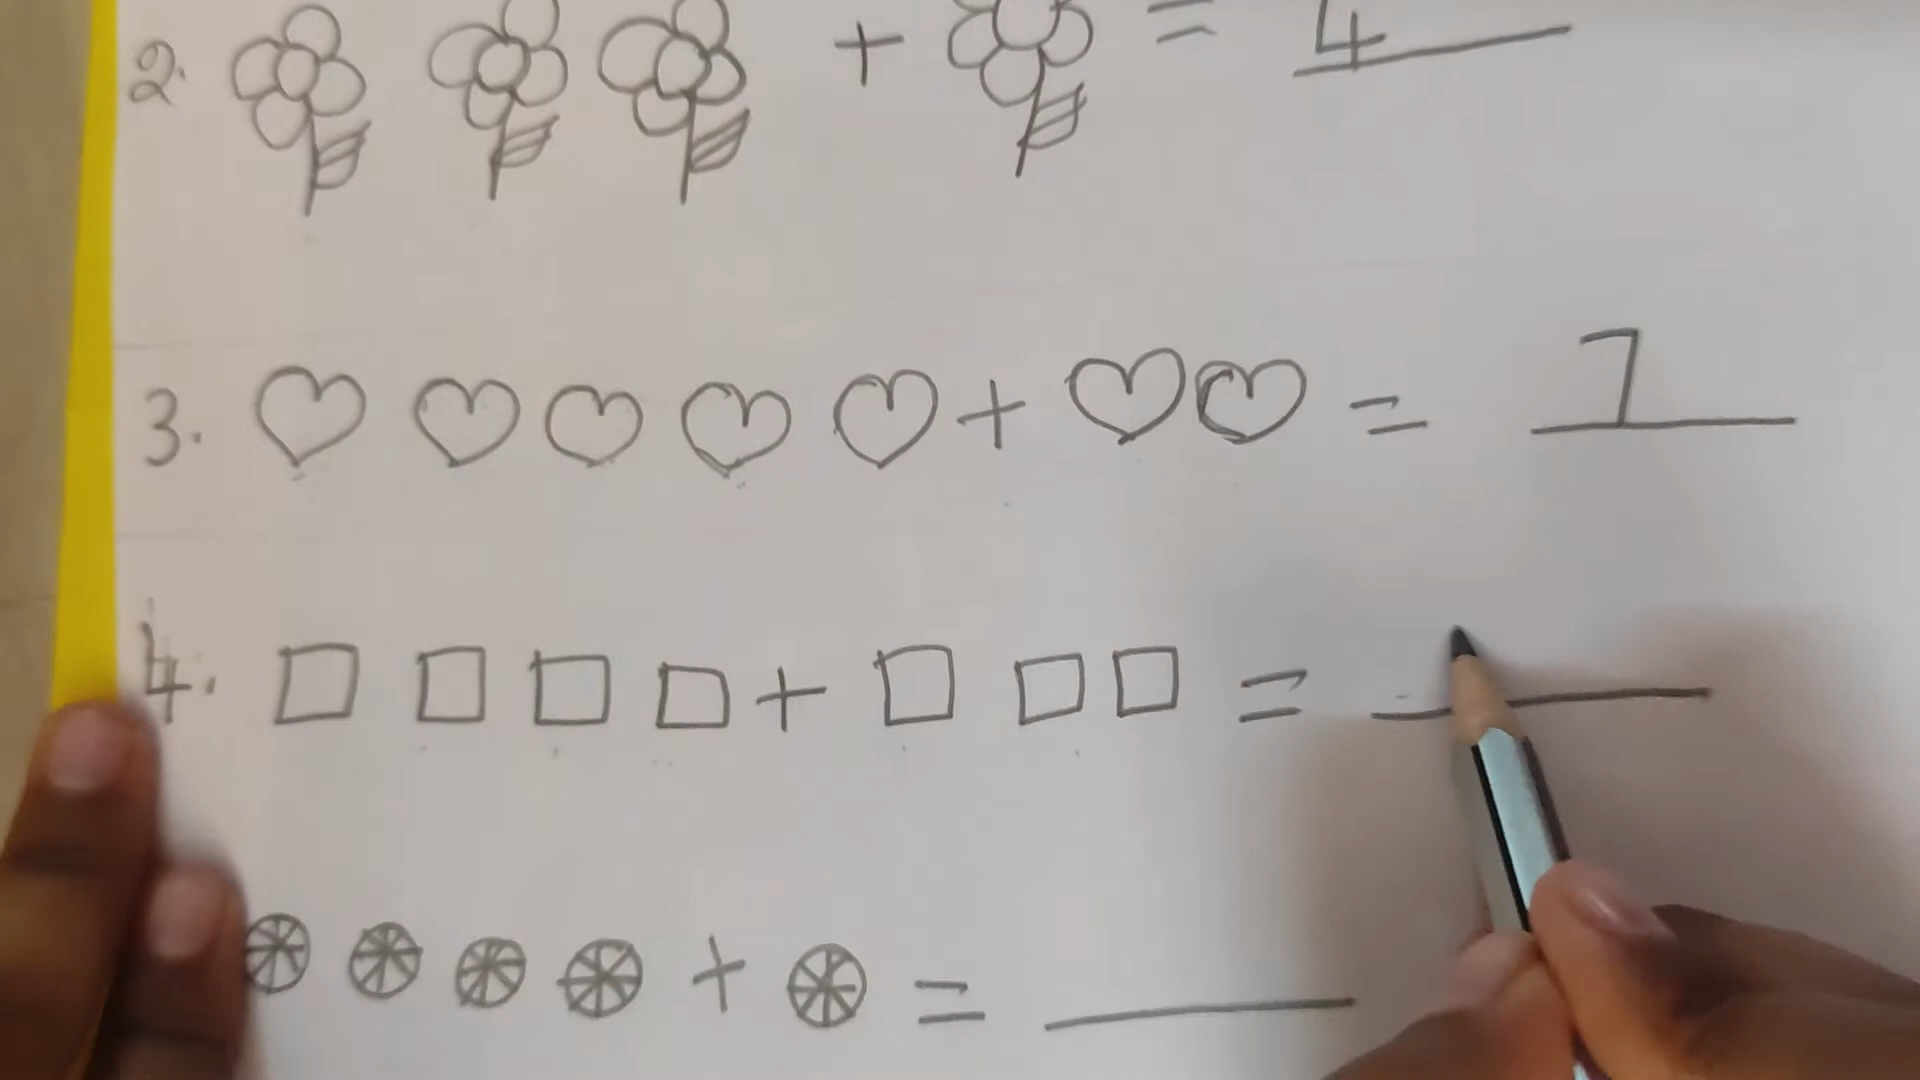 2. + = 4
3. + = 7
4. + =
+ =